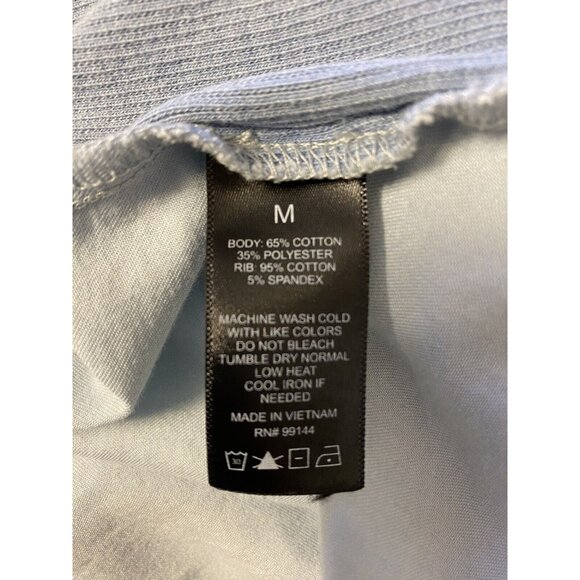 M
BODY: 65% COTTON
35% POLYESTER
RIB: 95% COTTON
5% SPANDEX
MACHINE WASH COLD
WITH LIKE COLORS
DO NOT BLEACH
TUMBLE DRY NORMAL
LOW HEAT
COOL IRON IF
NEEDED
MADE IN VIETNAM
RN# 99144
30